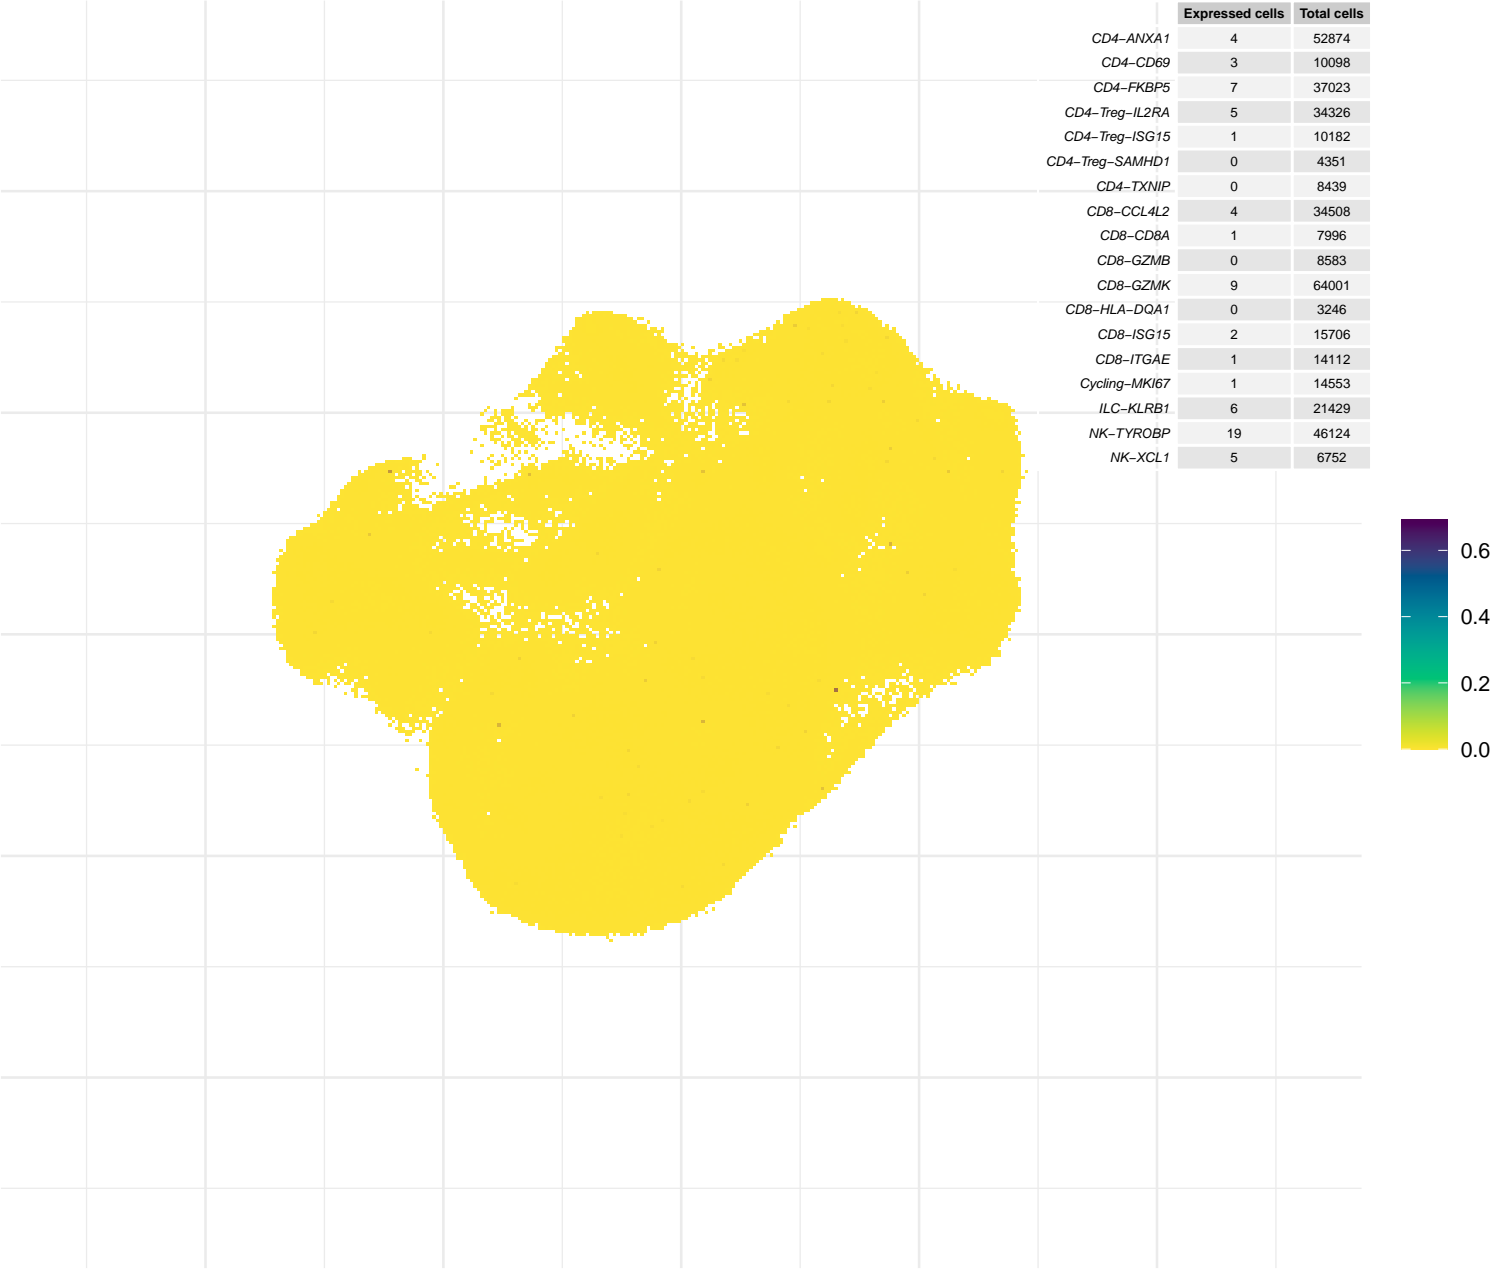 Expressed cells Total cells
CD4−ANXA1 4 52874
CD4−CD69 3 10098
CD4−FKBP5 7 37023
CD4−Treg−IL2RA 5 34326
CD4−Treg−ISG15 1 10182
CD4−Treg−SAMHD1 0 4351
CD4−TXNIP 0 8439
CD8−CCL4L2 4 34508
CD8−CD8A 1 7996
CD8−GZMB 0 8583
CD8−GZMK 9 64001
CD8−HLA−DQA1 0 3246
CD8−ISG15 2 15706
CD8−ITGAE 1 14112
Cycling−MKI67 1 14553
ILC−KLRB1 6 21429
NK−TYROBP 19 46124
NK−XCL1 5 6752
0.6
0.4
0.2
0.0